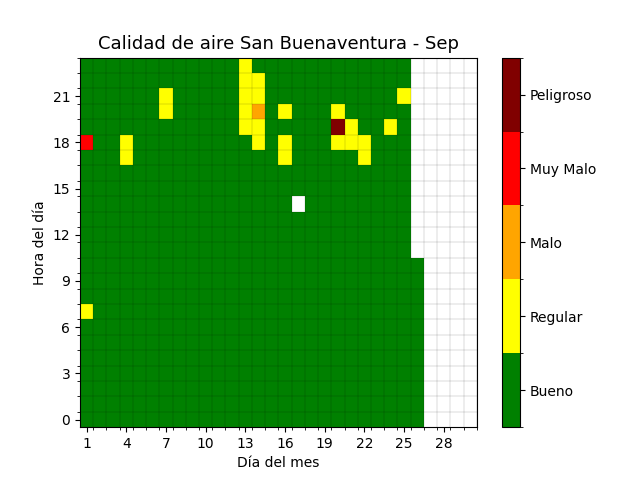 Calidad de aire San Buenaventura - Sep
21
18
15
12
9
6
3
0
Hora del día
1 4 7 10 13 16 19 22 25 28
Día del mes
Peligroso
Muy Malo
Malo
Regular
Bueno